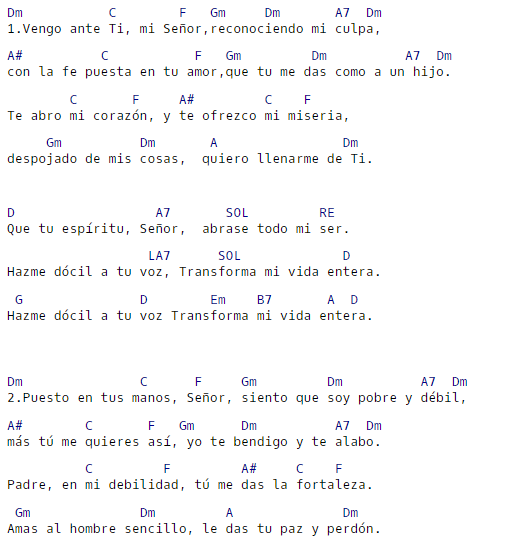 Dm           C        F   Gm     Dm       A7  Dm
1.Vengo ante Ti, mi Señor,reconociendo mi culpa,
A#          C           F   Gm         Dm          A7  Dm
con la fe puesta en tu amor,que tu me das como a un hijo.
        C       F     A#         C    F
Te abro mi corazón, y te ofrezco mi miseria,
     Gm          Dm       A                Dm
despojado de mis cosas,  quiero llenarme de Ti.
D                  A7       SOL         RE
Que tu espíritu, Señor,  abrase todo mi ser.
                  LA7      SOL             D
Hazme dócil a tu voz, Transforma mi vida entera.
 G               D        Em    B7       A  D
Hazme dócil a tu voz Transforma mi vida entera.
Dm               C      F     Gm         Dm          A7  Dm
2.Puesto en tus manos, Señor, siento que soy pobre y débil,
A#        C       F   Gm      Dm          A7  Dm
más tú me quieres así, yo te bendigo y te alabo.
          C         F         A#     C    F
Padre, en mi debilidad, tú me das la fortaleza.
 Gm              Dm         A              Dm
Amas al hombre sencillo, le das tu paz y perdón.